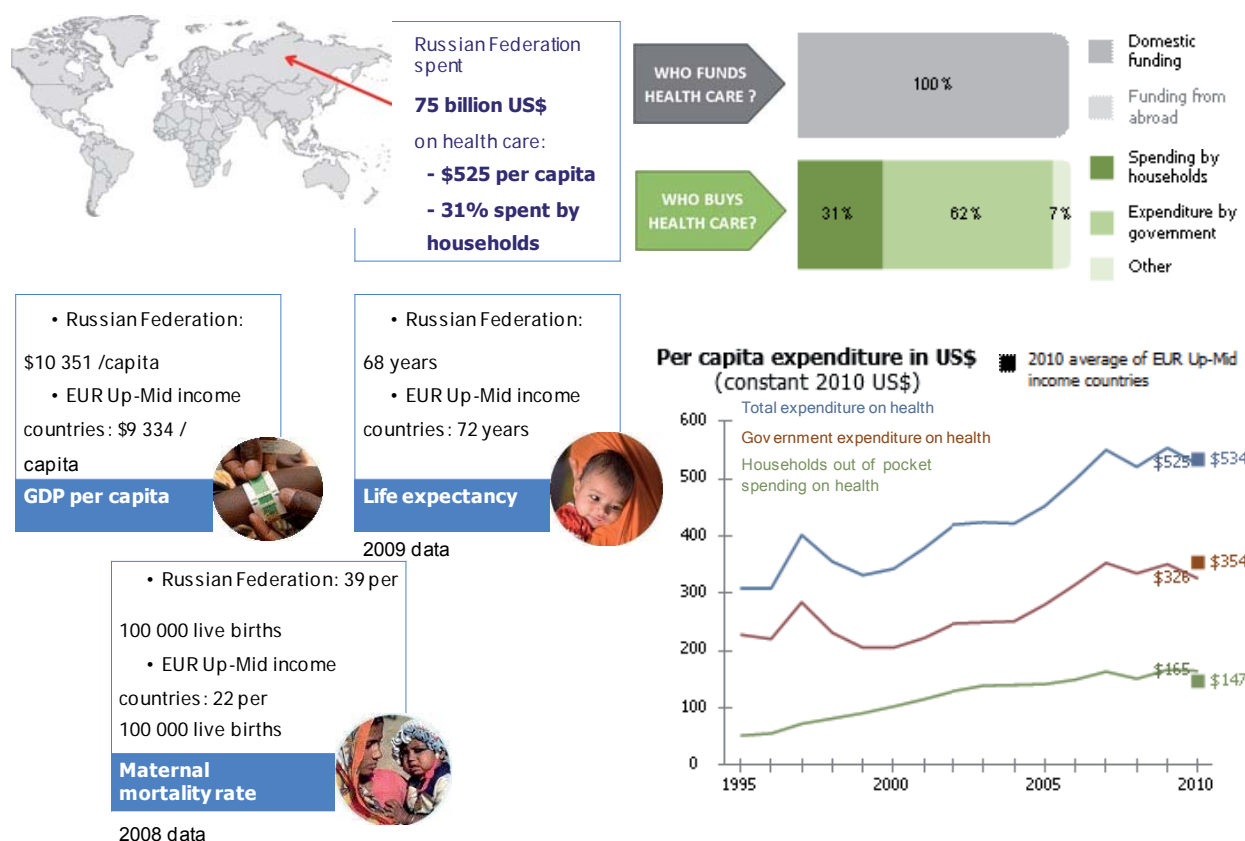 Russian Federation
spent
75 billion US$
on health care:
- $525 per capita
- 31% spent by
households
WHO FUNDS
HEALTH CARE ?
100%
Domestic
funding
Funding from
abroad
WHO BUYS
HEALTH CARE?
31%
62%
7%
Spending by
households
Expenditure by
government
Other
• Russian Federation:
$10 351 /capita
• EUR Up-Mid income
countries: $9 334 /
capita
GDP per capita
• Russian Federation:
68 years
• EUR Up-Mid income
countries: 72 years
Life expectancy
2009 data
• Russian Federation: 39 per
100 000 live births
• EUR Up-Mid income
countries: 22 per
100 000 live births
Maternal
mortality rate
2008 data
Per capita expenditure in US$
(constant 2010 US$)
2010 average of EUR Up-Mid
income countries
Total expenditure on health
Government expenditure on health
Households out of pocket
spending on health
600
500
400
300
200
100
0
$525
$534
$326
$354
$165
$147
1995
2000
2005
2010